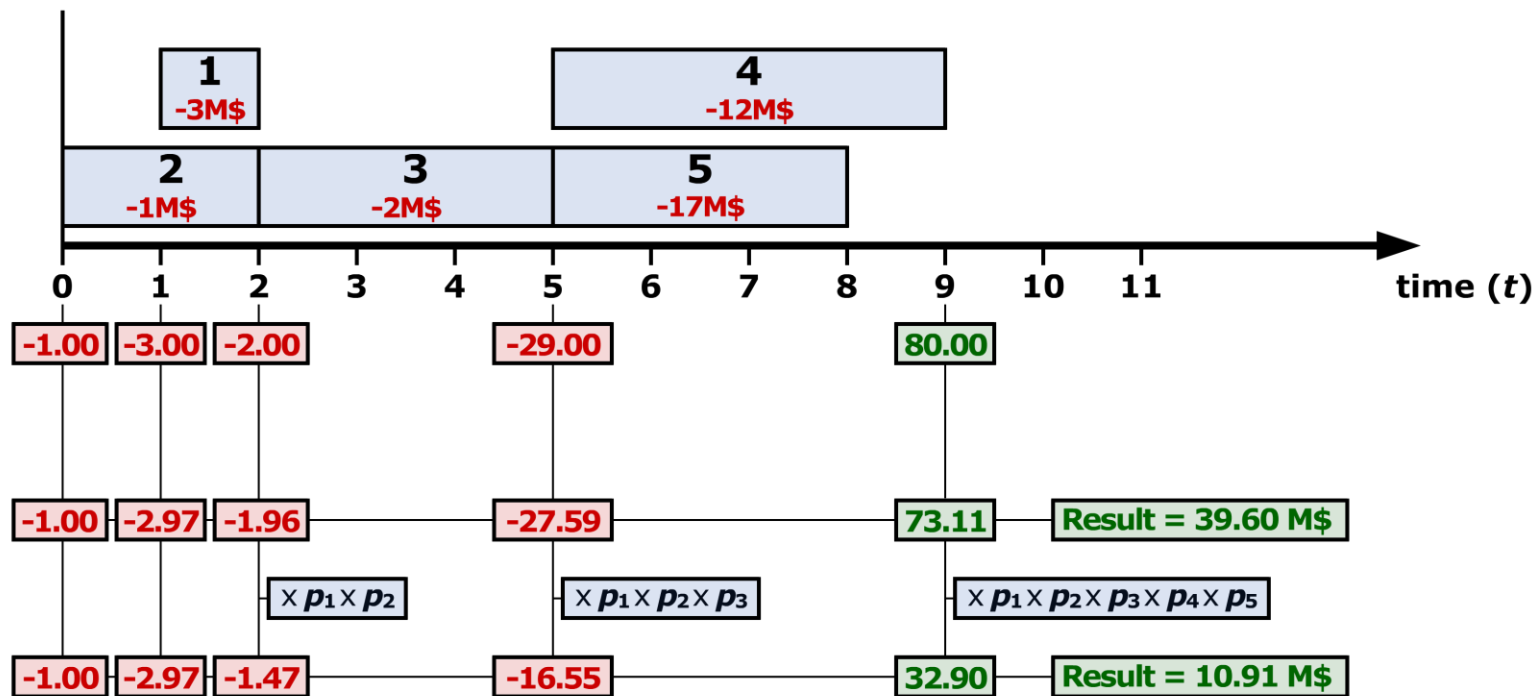 1
-3M$
4
-12M$
2
-1M$
3
-2M$
5
-17M$
0 1 2 3 4 5 6 7 8 9 10 11 time (t)
-1.00 -3.00 -2.00 -29.00 80.00
-1.00 -2.97 -1.96 -27.59 73.11 Result = 39.60 M$
× p₁ × p₂ × p₁ × p₂ × p₃ × p₁ × p₂ × p₃ × p₄ × p₅
-1.00 -2.97 -1.47 -16.55 32.90 Result = 10.91 M$